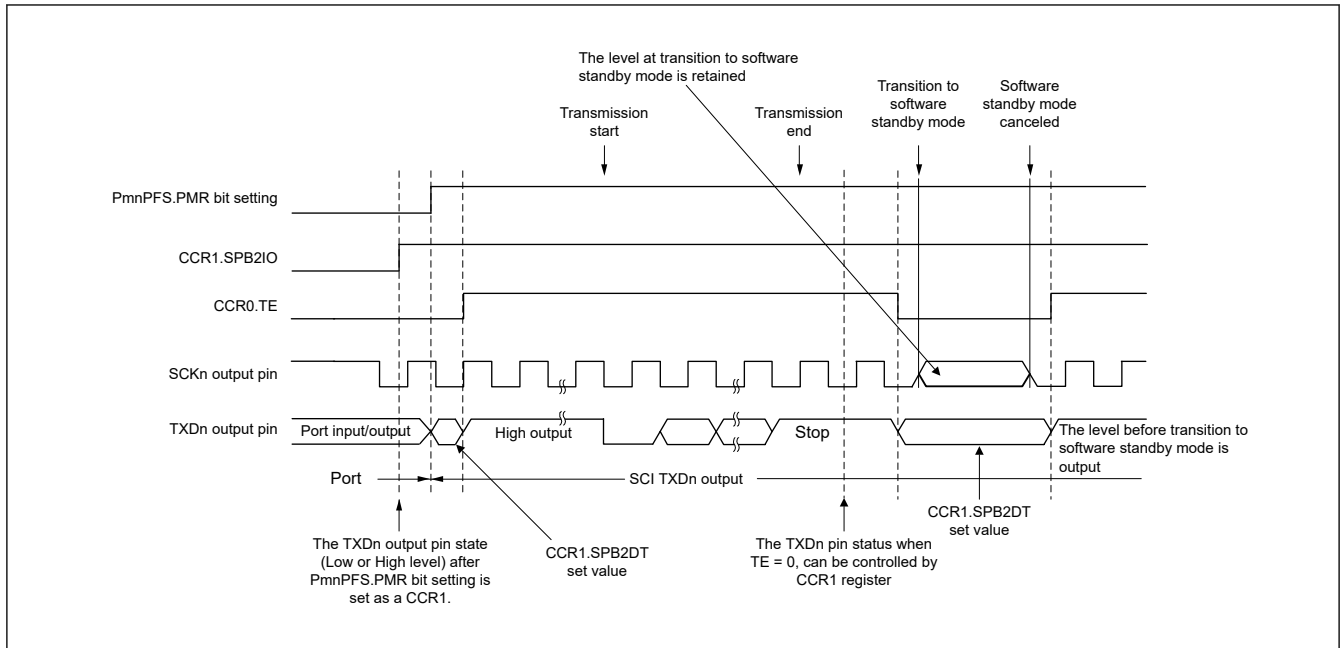 The level at transition to software
standby mode is retained
Transition to
software
standby mode
Software
standby mode
canceled
Transmission
start
Transmission
end
PmnPFS.PMR bit setting
CCR1.SPB2IO
CCR0.TE
SCKn output pin
TXDn output pin
Port input/output
High output
Stop
The level before transition to
software standby mode is
output
Port
SCI TXDn output
The TXDn output pin state
(Low or High level) after
PmnPFS.PMR bit setting is
set as a CCR1.
CCR1.SPB2DT
set value
The TXDn pin status when
TE = 0, can be controlled by
CCR1 register
CCR1.SPB2DT
set value